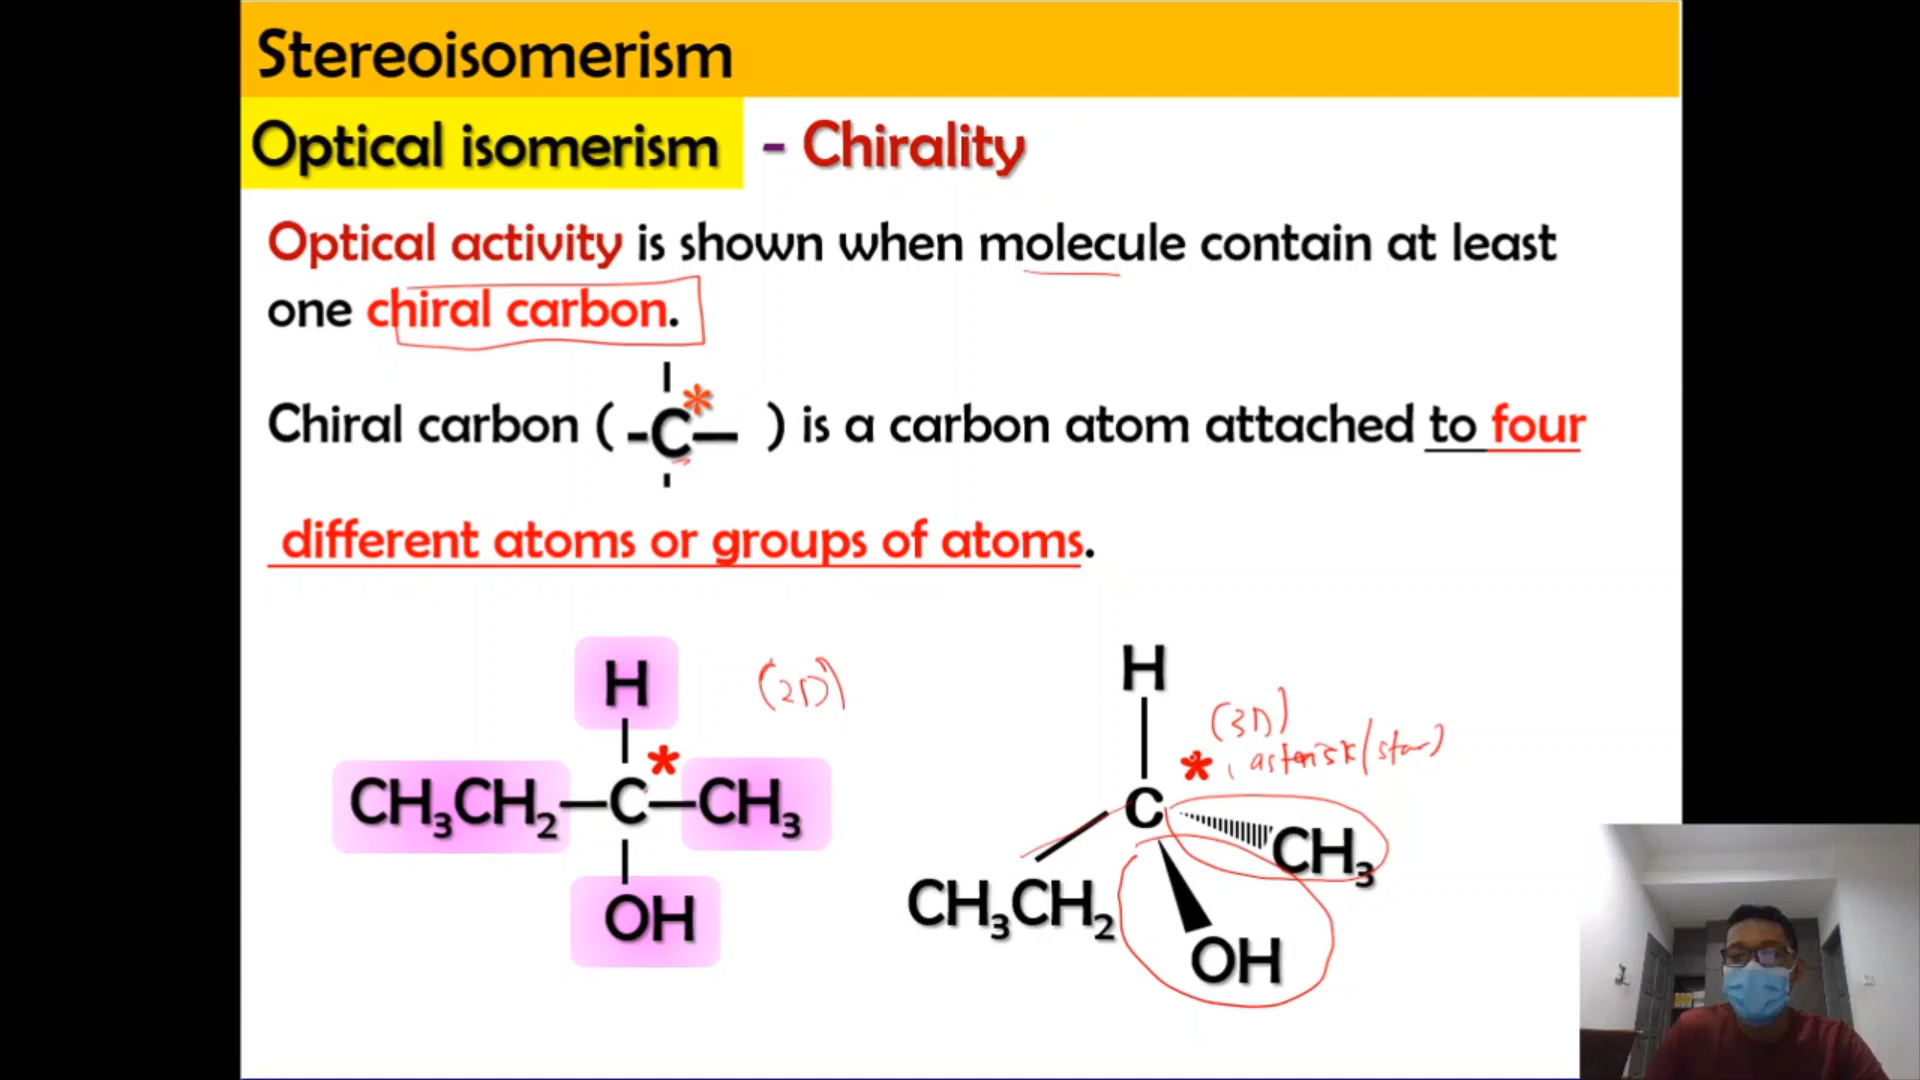 Stereoisomerism
Optical isomerism - Chirality
Optical activity is shown when molecule contain at least
one chiral carbon.
Chiral carbon ( -C*- ) is a carbon atom attached to four
different atoms or groups of atoms.
H
(2D)
CH₃CH₂—C*—CH₃
OH
H
(3D)
* , asterisk (star)
C
CH₃
CH₃CH₂
OH